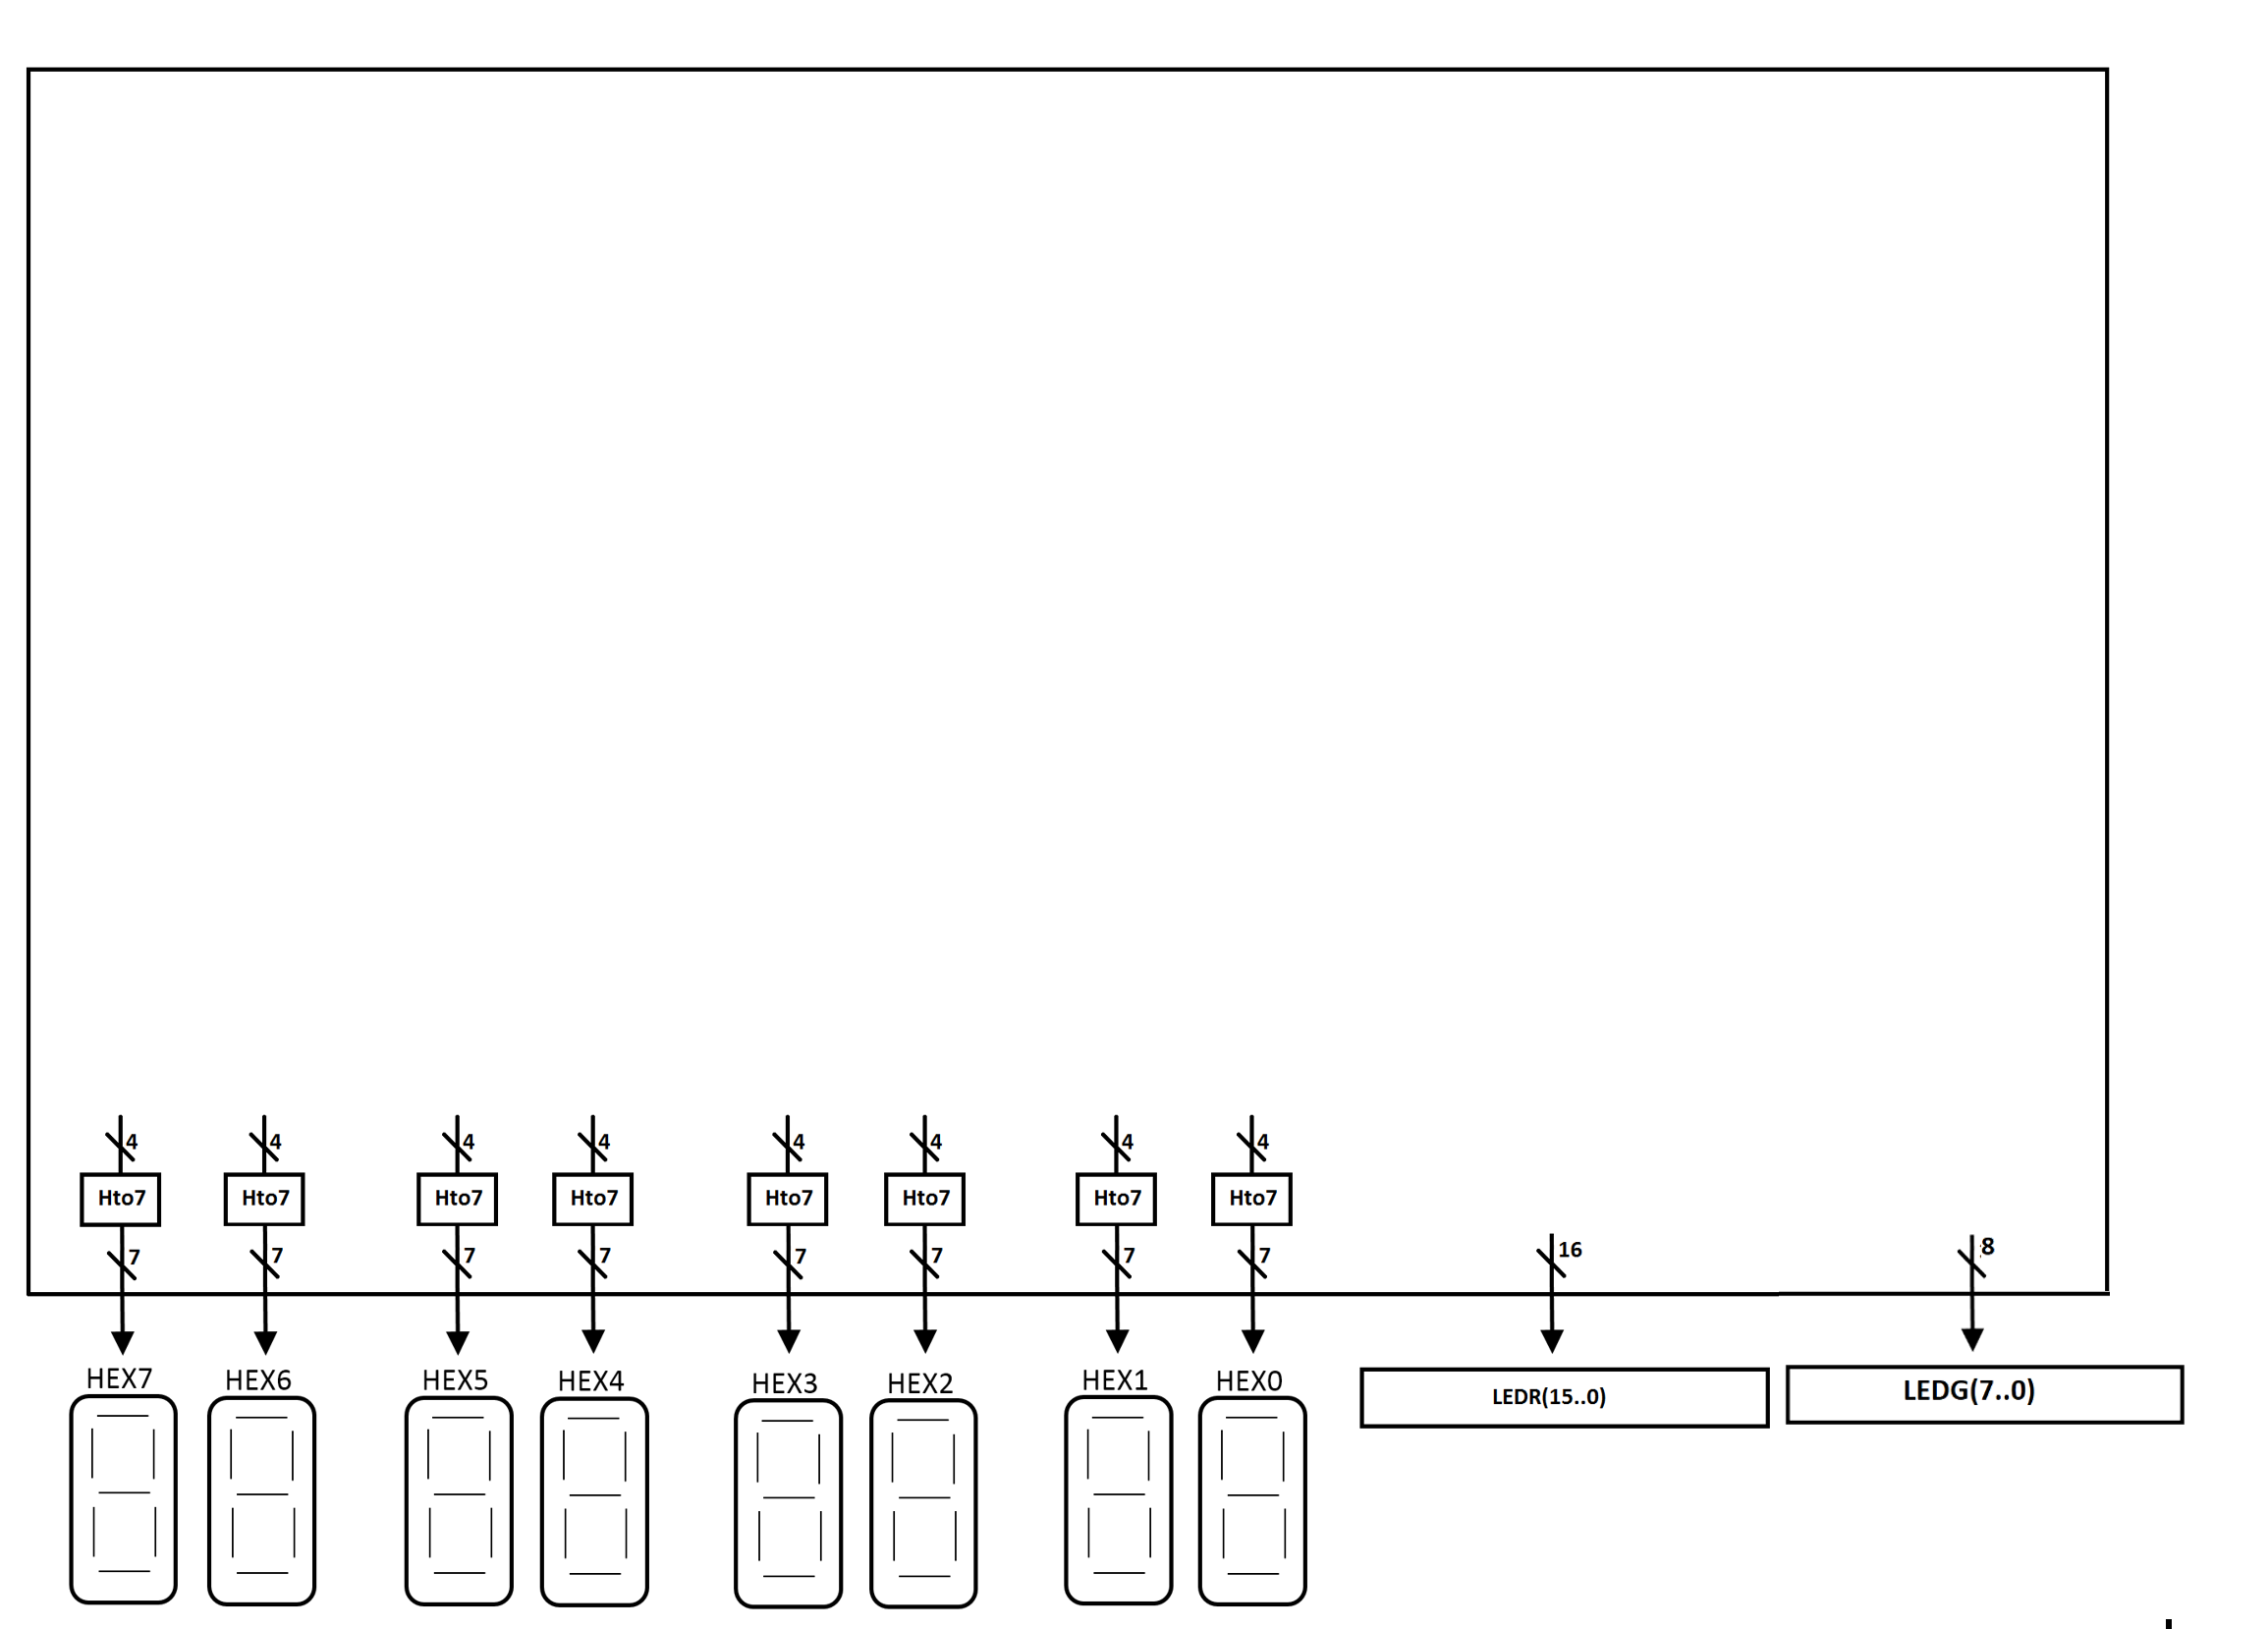 4 4 4 4 4 4 4 4
Hto7 Hto7 Hto7 Hto7 Hto7 Hto7 Hto7 Hto7
7 7 7 7 7 7 7 7 16 8
HEX7 HEX6 HEX5 HEX4 HEX3 HEX2 HEX1 HEX0
LEDR(15..0) LEDG(7..0)